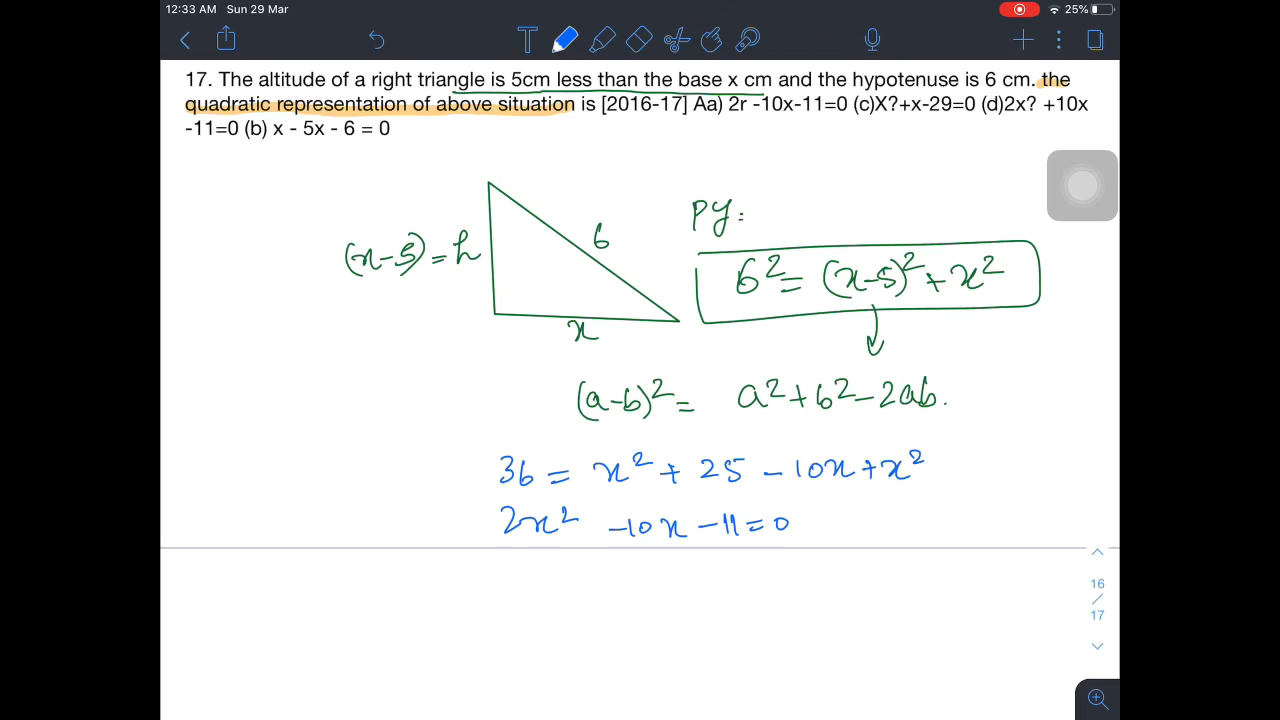 12:33 AM Sun 29 Mar
25%
17. The altitude of a right triangle is 5cm less than the base x cm and the hypotenuse is 6 cm. the
quadratic representation of above situation is [2016-17] Aa) 2r -10x-11=0 (c)X?+x-29=0 (d)2x? +10x
-11=0 (b) x - 5x - 6 = 0
PY:
(x-5) = h
6
6² = (x-5)² + x²
x
(a-b)² = a² + b² - 2ab.
36 = x² + 25 - 10x + x²
2x² -10x -11 = 0
16
/
17